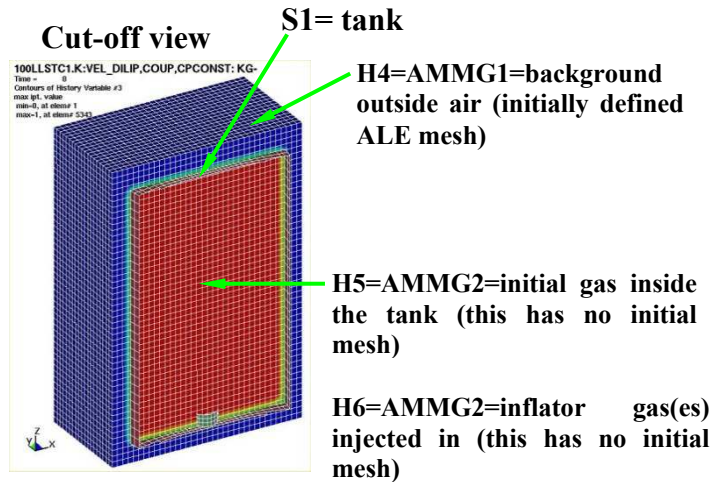 S1= tank
Cut-off view
100LLSTC1.K:VEL_DILIP,COUP,CPCONST: KG-
Time = 0
Contours of History Variable #3
max ipt. value
min=0, at elem# 1
max=1, at elem# 5343
H4=AMMG1=background
outside air (initially defined
ALE mesh)
H5=AMMG2=initial gas inside
the tank (this has no initial
mesh)
H6=AMMG2=inflator gas(es)
injected in (this has no initial
mesh)
Z
Y
X